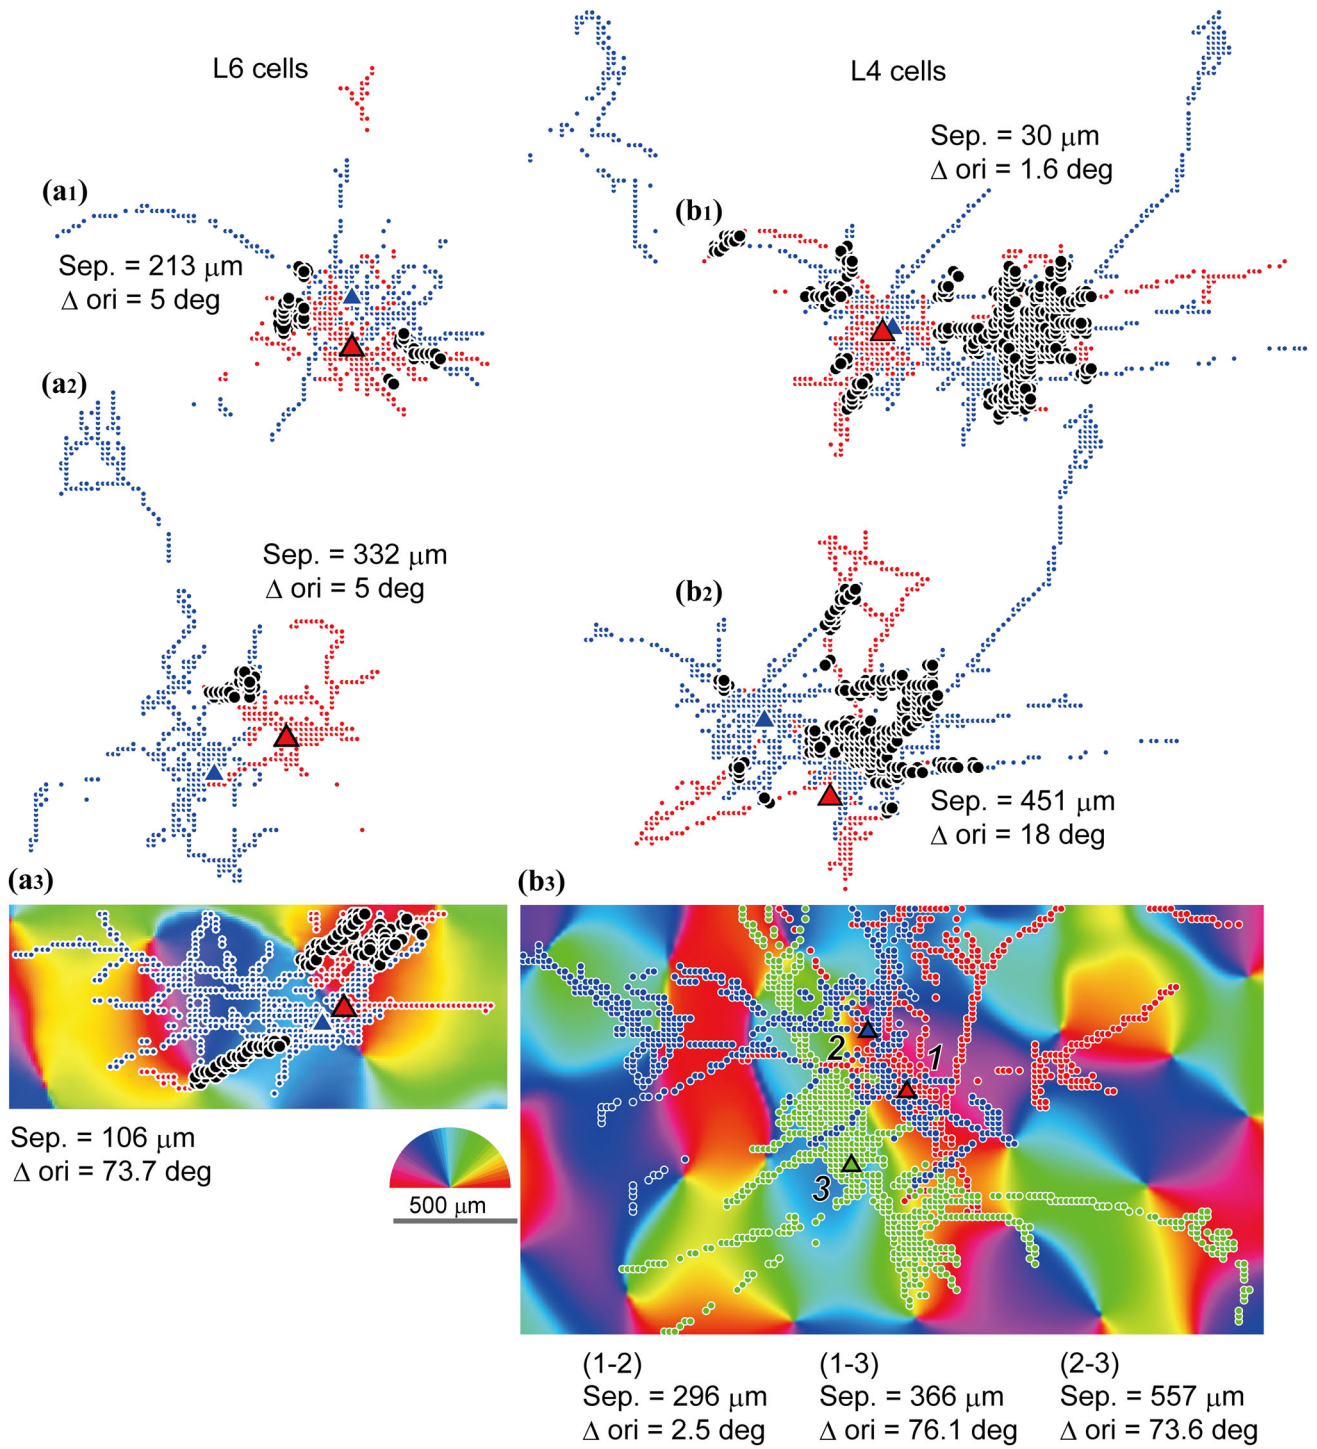 L6 cells
L4 cells
Sep. = 30 μm
Δ ori = 1.6 deg
(a1)
(b1)
Sep. = 213 μm
Δ ori = 5 deg
(a2)
Sep. = 332 μm
Δ ori = 5 deg
(b2)
Sep. = 451 μm
Δ ori = 18 deg
(a3)
(b3)
2
1
3
Sep. = 106 μm
Δ ori = 73.7 deg
500 μm
(1-2)
Sep. = 296 μm
Δ ori = 2.5 deg
(1-3)
Sep. = 366 μm
Δ ori = 76.1 deg
(2-3)
Sep. = 557 μm
Δ ori = 73.6 deg